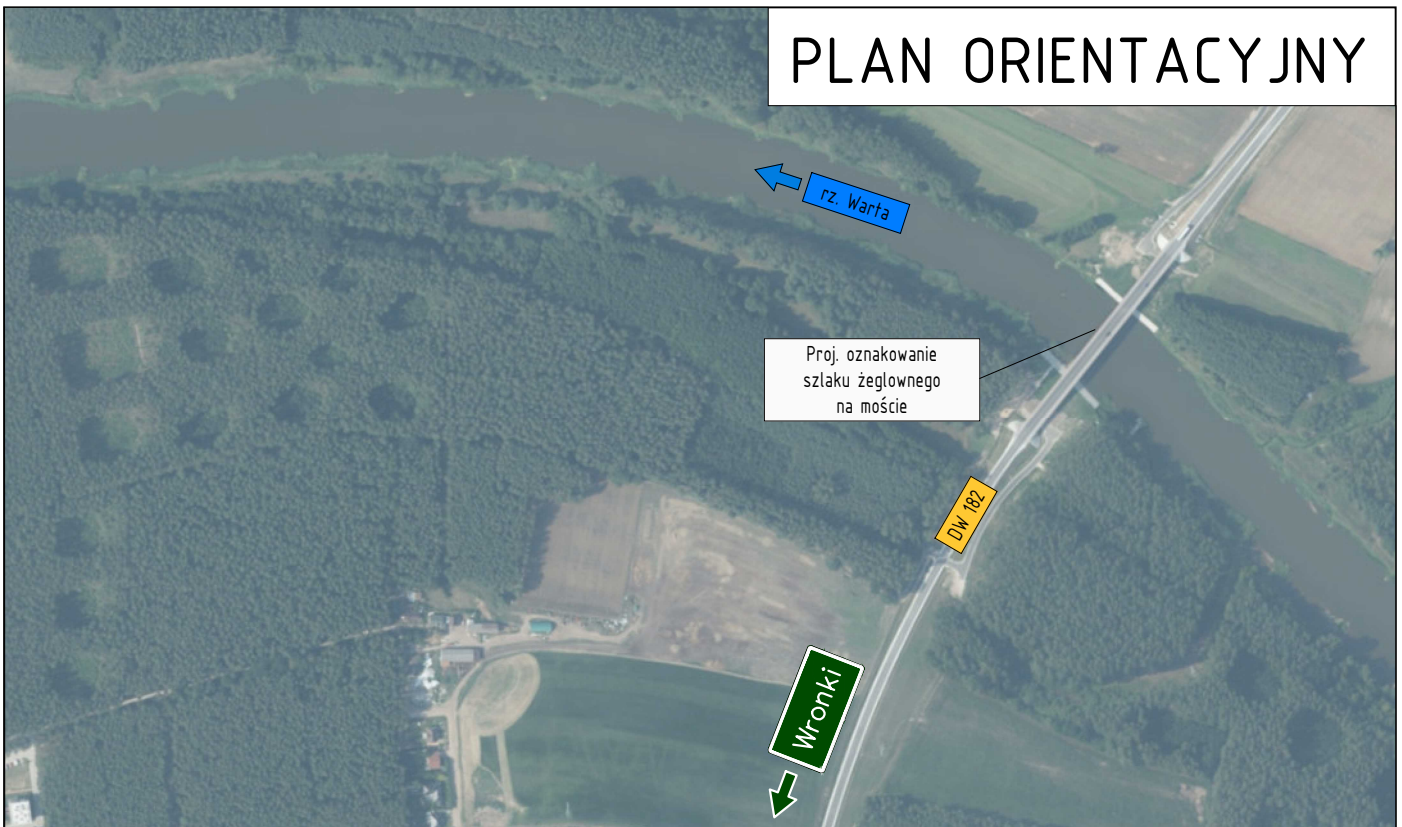 PLAN ORIENTACYJNY
rz. Warta
Proj. oznakowanie
szlaku żeglownego
na moście
DW 182
Wronki